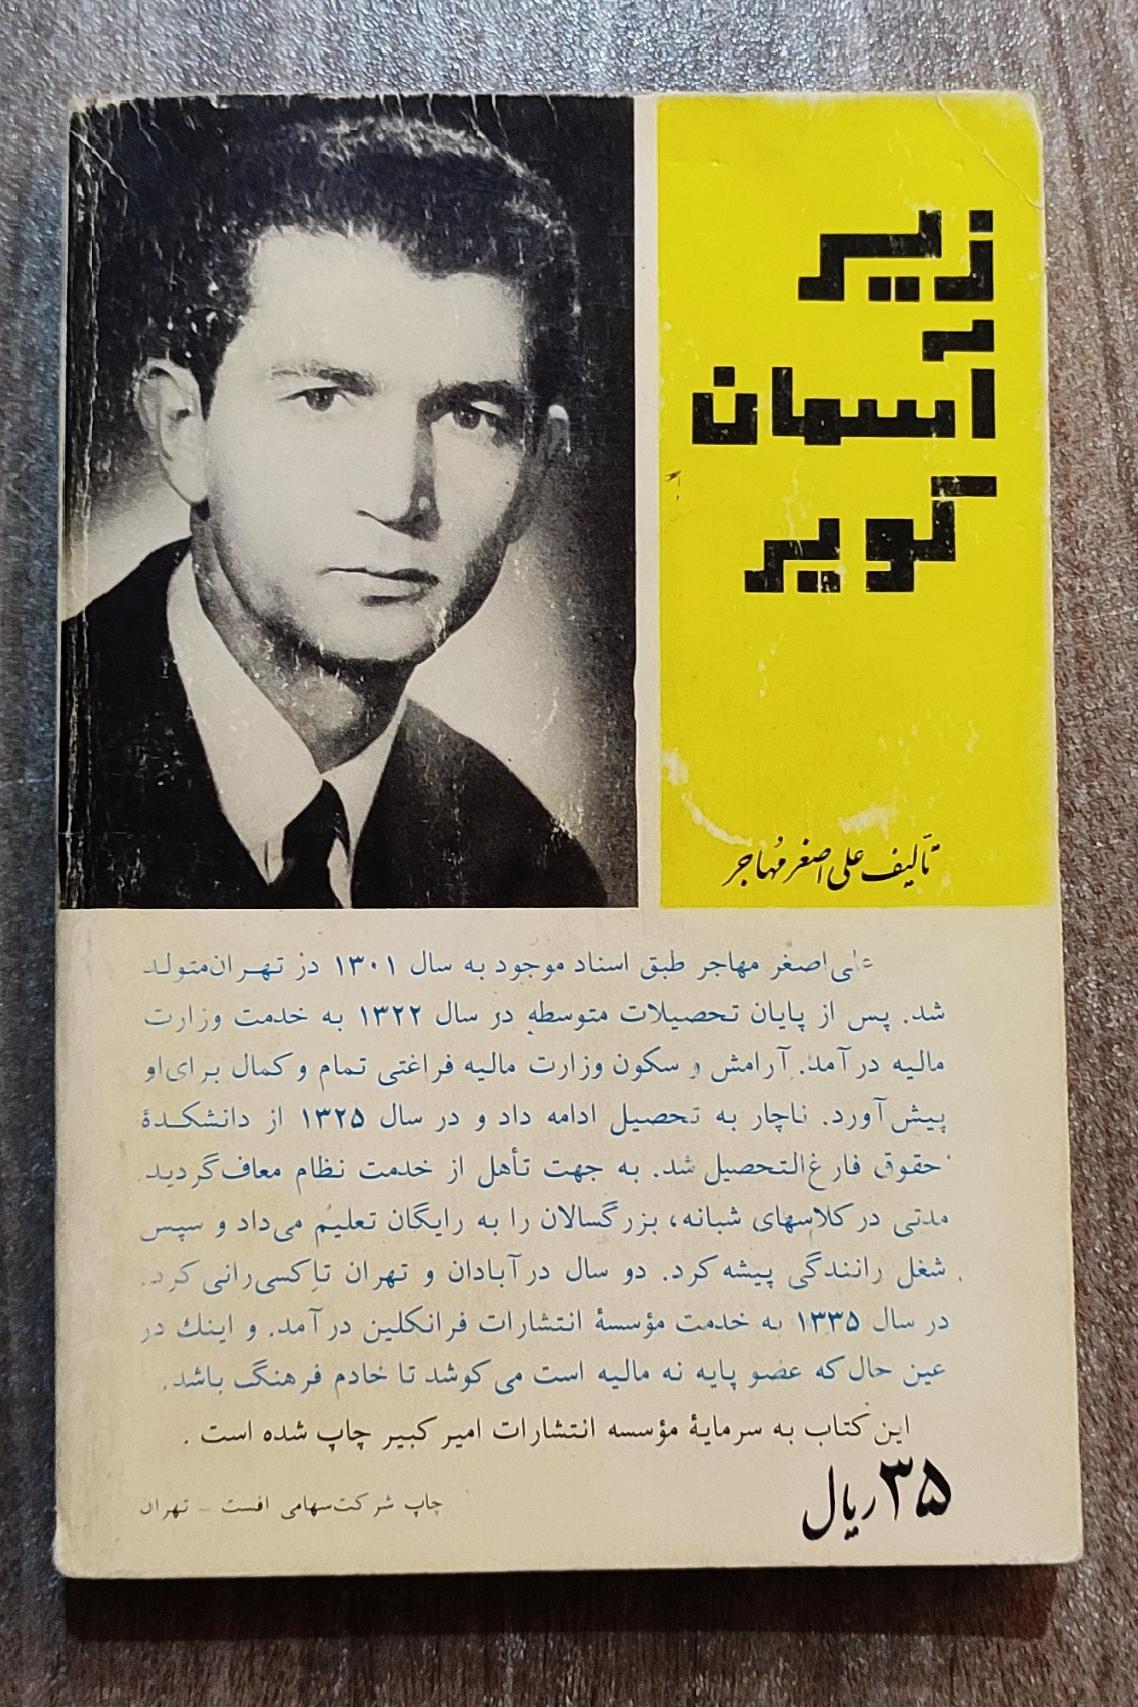 زیر
آسمان
کویر
تألیف علی اصغر مُهاجر
علی‌اصغر مهاجر طبق اسناد موجود به سال ۱۳۰۱ در تهران متولد
شد. پس از پایان تحصیلات متوسطه در سال ۱۳۲۲ به خدمت وزارت
مالیه درآمد. آرامش و سکون وزارت مالیه فراغتی تمام و کمال برای او
پیش آورد. ناچار به تحصیل ادامه داد و در سال ۱۳۲۵ از دانشکدهٔ
حقوق فارغ‌التحصیل شد. به جهت تأهل از خدمت نظام معاف گردید.
مدتی در کلاسهای شبانه، بزرگسالان را به رایگان تعلیم می‌داد و سپس
شغل رانندگی پیشه کرد. دو سال در آبادان و تهران تاکسی‌رانی کرد.
در سال ۱۳۳۵ به خدمت مؤسسهٔ انتشارات فرانکلین درآمد. و اینك در
عین حال که عضو پایه نه مالیه است می‌کوشد تا خادم فرهنگ باشد.
این کتاب به سرمایهٔ مؤسسه انتشارات امیرکبیر چاپ شده است.
۳۵ ریال
چاپ شرکت سهامی افست - تهران